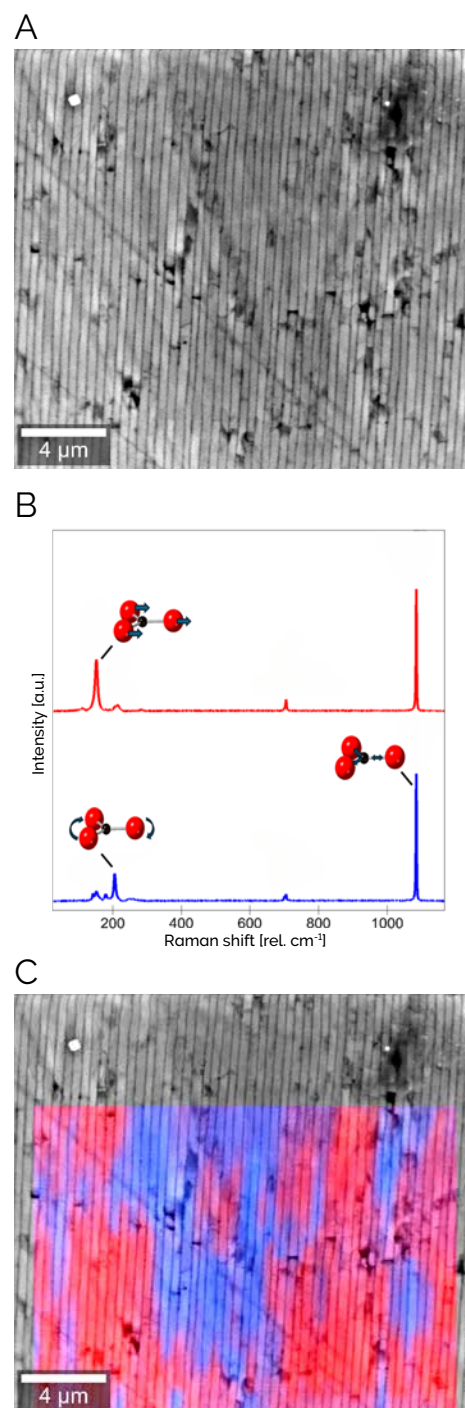 A
4 µm
B
Intensity [a.u.]
200
400
600
800
1000
Raman shift [rel. cm⁻¹]
C
4 µm